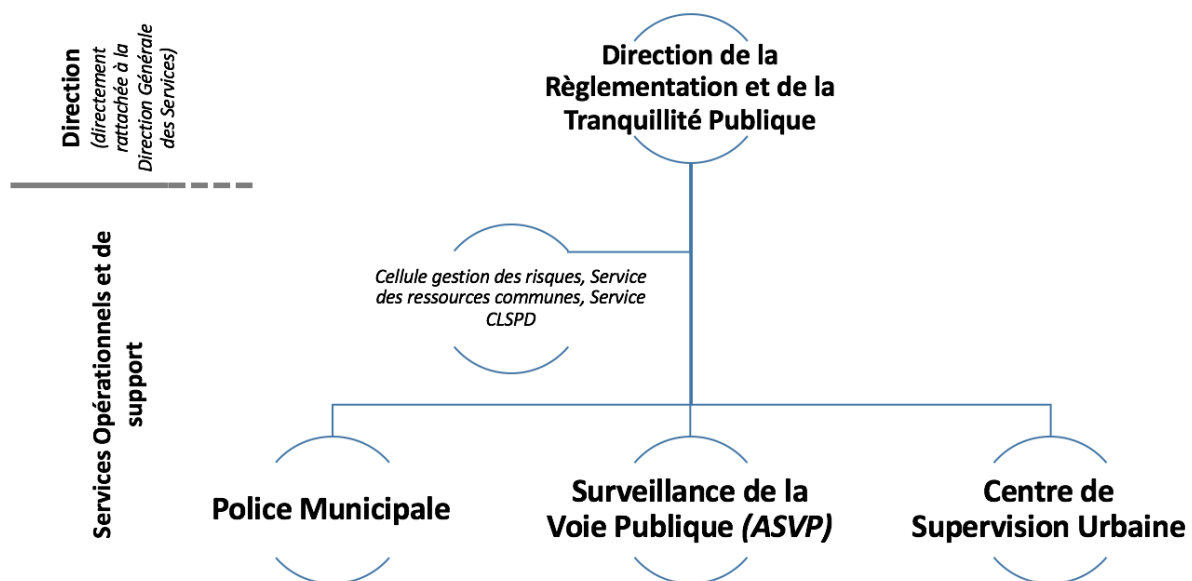 Direction
(directement
rattachée à la
Direction Générale
des Services)
Direction de la
Règlementation et de la
Tranquillité Publique
Services Opérationnels et de
support
Cellule gestion des risques, Service
des ressources communes, Service
CLSPD
Police Municipale
Surveillance de la
Voie Publique (ASVP)
Centre de
Supervision Urbaine